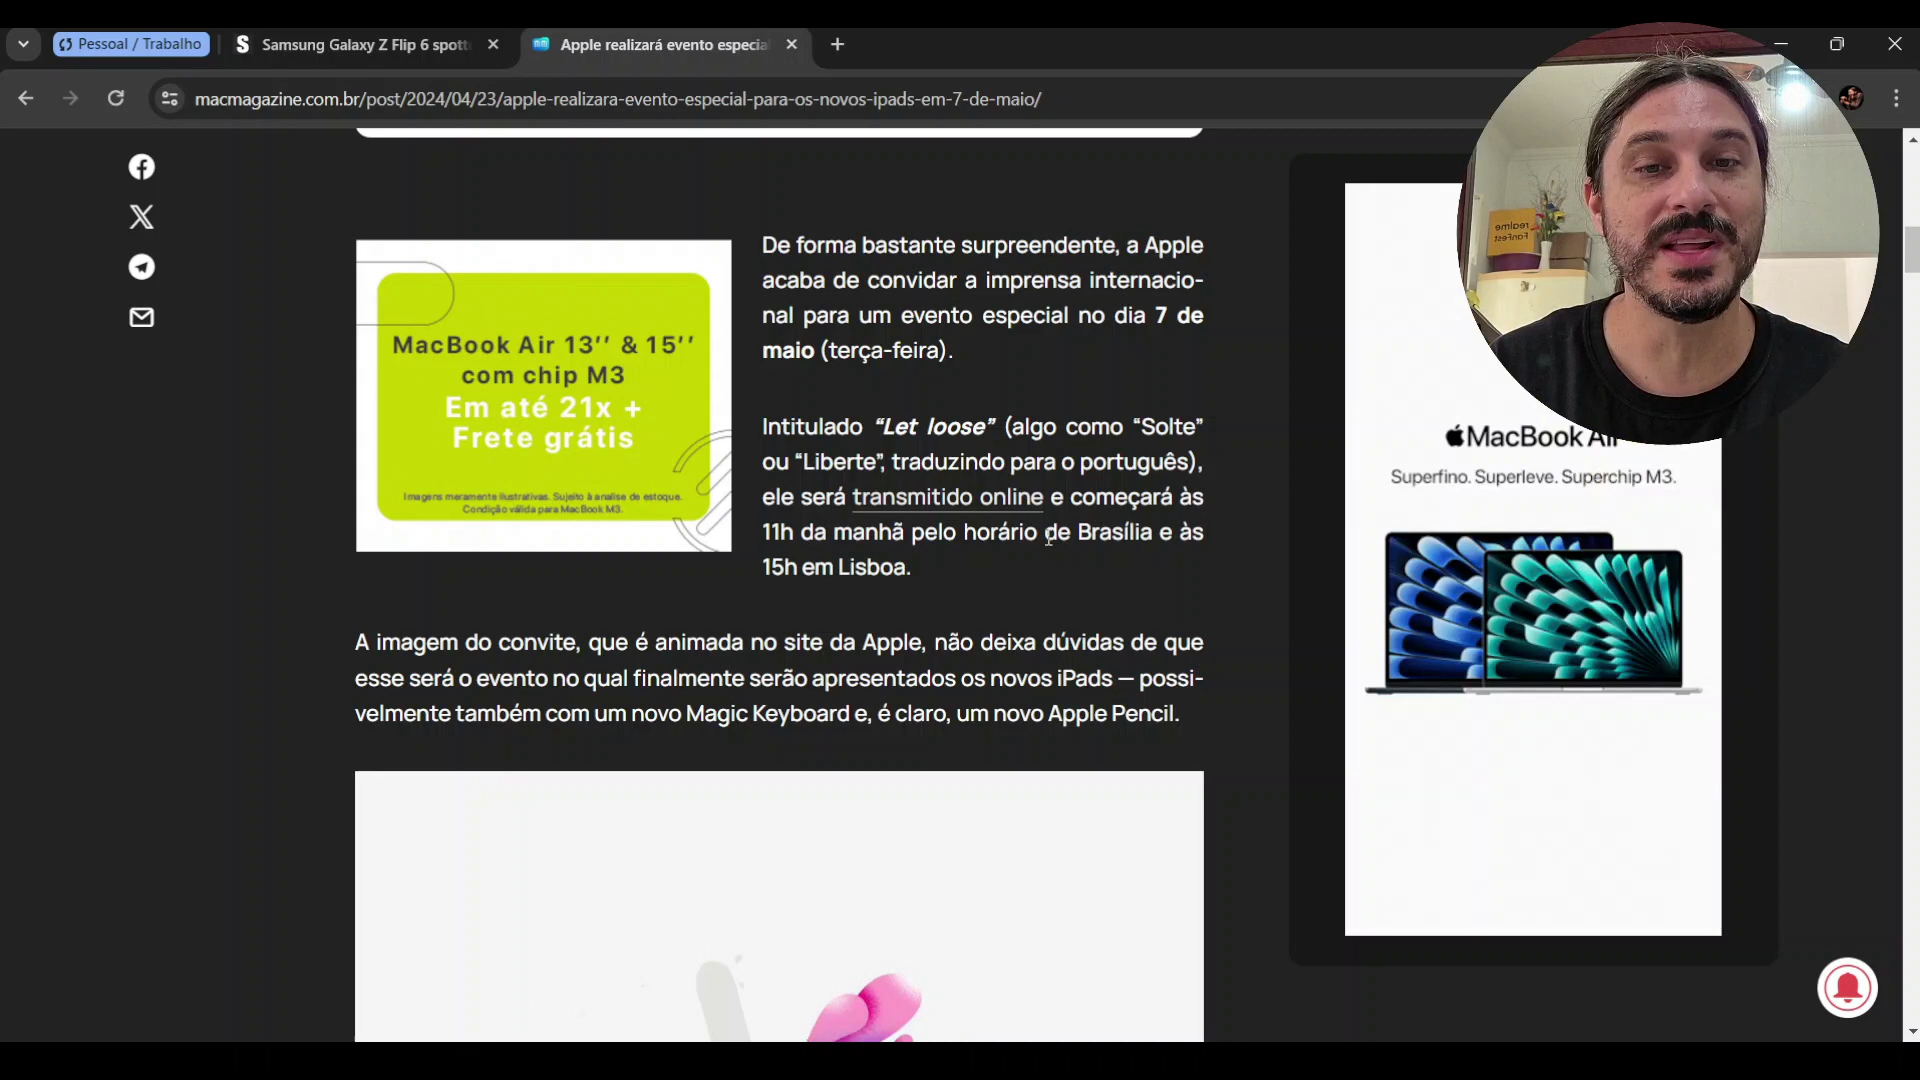 Pessoal / Trabalho
Samsung Galaxy Z Flip 6 spott
Apple realizará evento especia
macmagazine.com.br/post/2024/04/23/apple-realizara-evento-especial-para-os-novos-ipads-em-7-de-maio/
MacBook Air 13’’ & 15’’
com chip M3
Em até 21x +
Frete grátis
Imagens meramente ilustrativas. Sujeito à analise de estoque.
Condição válida para MacBook M3.
De forma bastante surpreendente, a Apple
acaba de convidar a imprensa internacio-
nal para um evento especial no dia 7 de
maio (terça-feira).
Intitulado “Let loose” (algo como “Solte”
ou “Liberte”, traduzindo para o português),
ele será transmitido online e começará às
11h da manhã pelo horário de Brasília e às
15h em Lisboa.
A imagem do convite, que é animada no site da Apple, não deixa dúvidas de que
esse será o evento no qual finalmente serão apresentados os novos iPads — possi-
velmente também com um novo Magic Keyboard e, é claro, um novo Apple Pencil.
realme
FanFest
MacBook Air
Superfino. Superleve. Superchip M3.